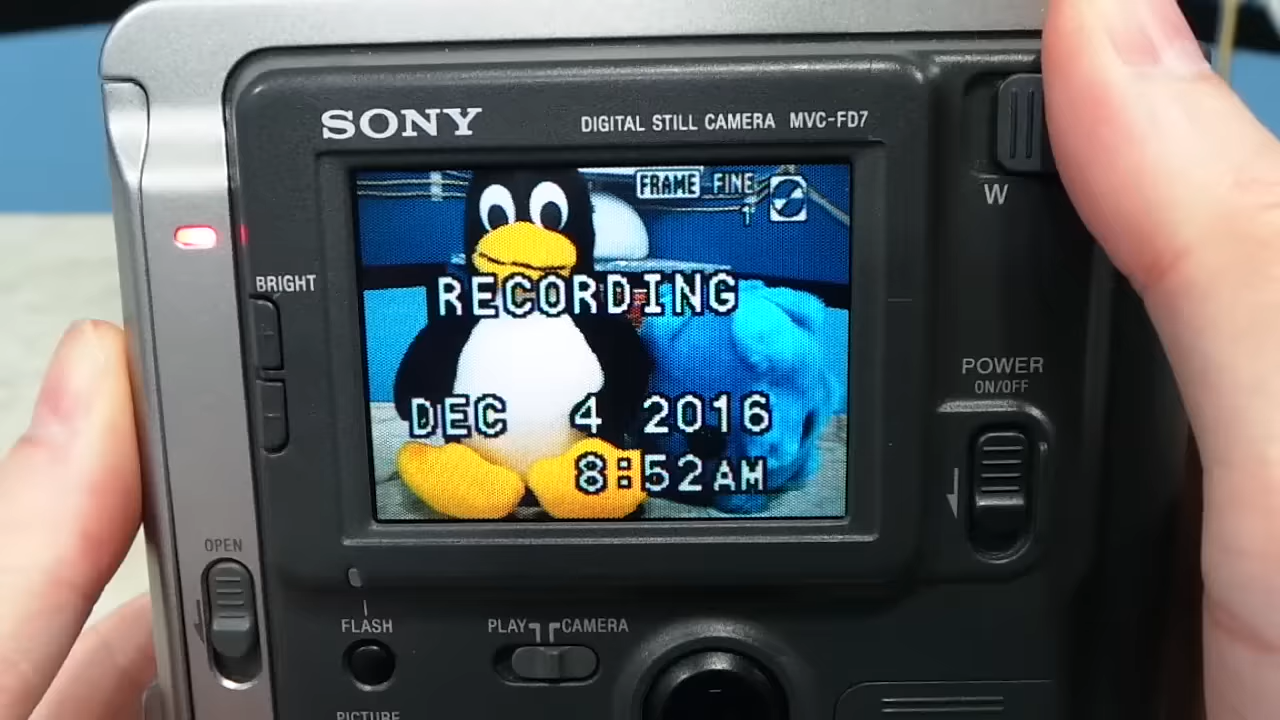 SONY
DIGITAL STILL CAMERA MVC-FD7
FRAME FINE
1
W
BRIGHT
RECORDING
POWER
ON/OFF
DEC 4 2016
8:52AM
OPEN
FLASH
PLAY CAMERA
PICTURE